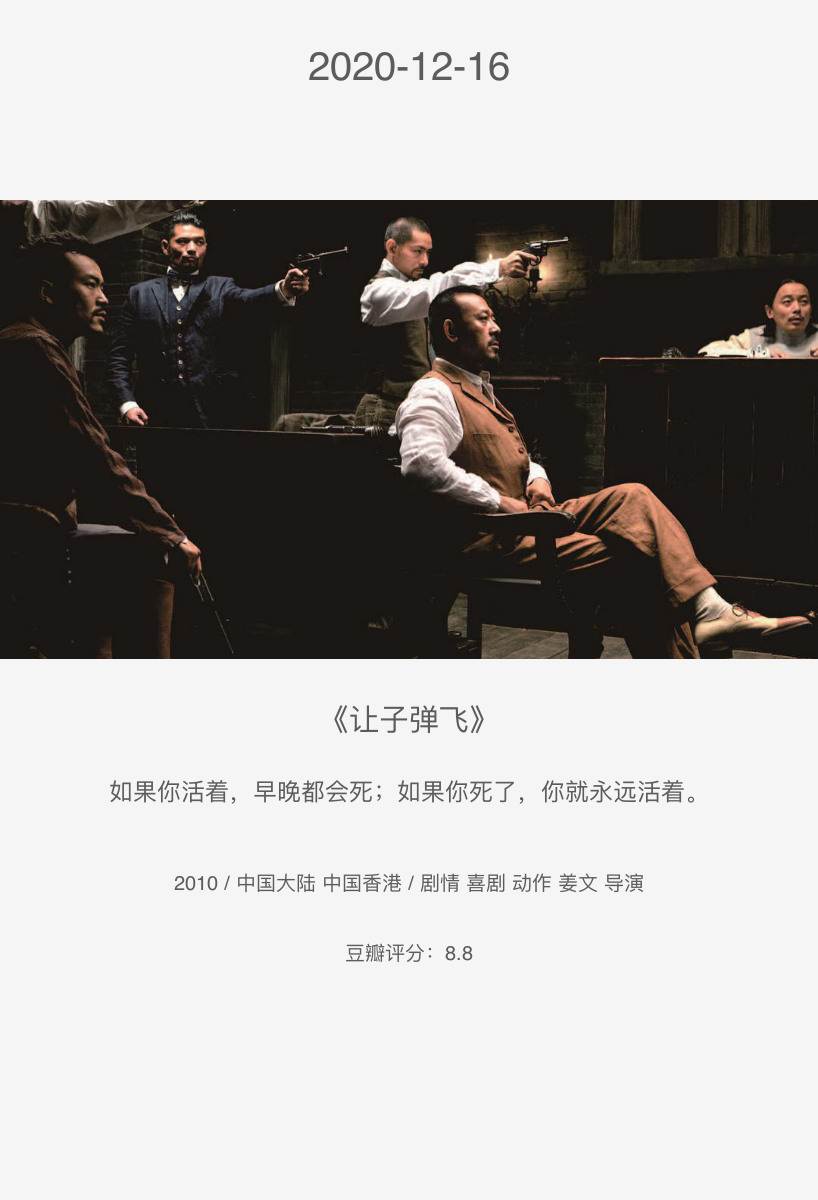 2020-12-16
《让子弹飞》
如果你活着，早晚都会死；如果你死了，你就永远活着。
2010 / 中国大陆 中国香港 / 剧情 喜剧 动作 姜文 导演
豆瓣评分：8.8